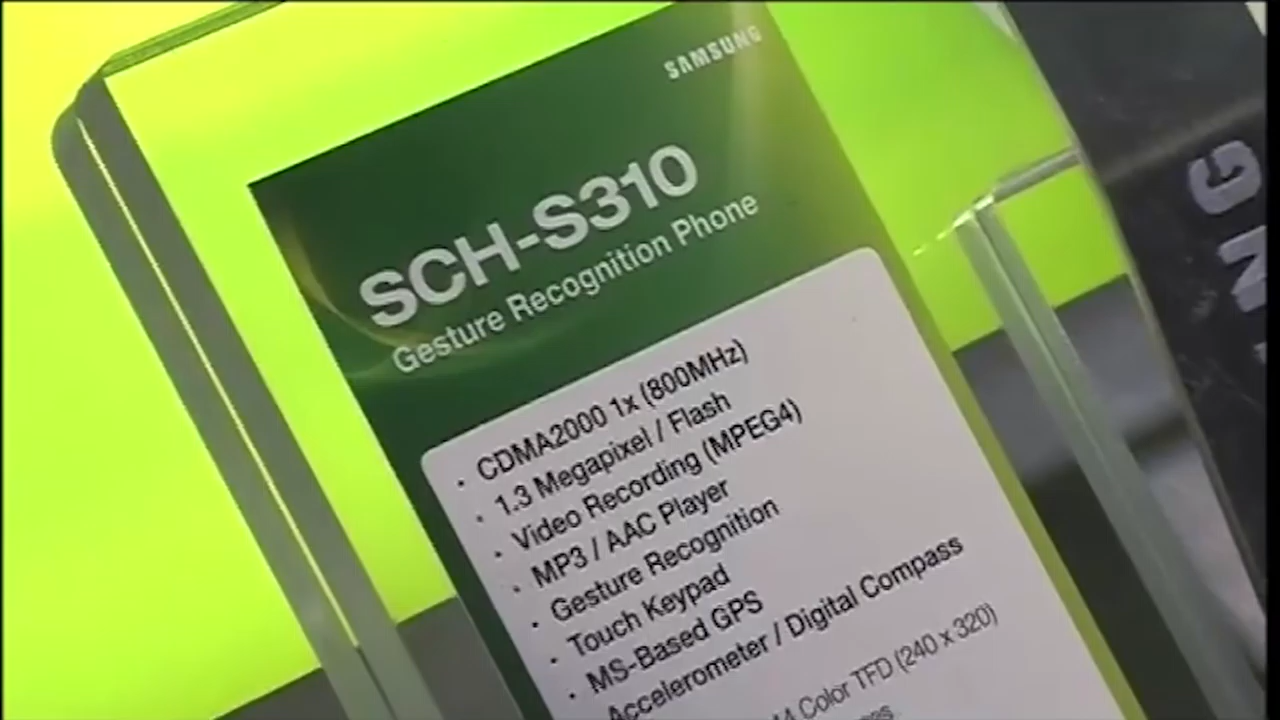 SAMSUNG
SCH-S310
Gesture Recognition Phone
· CDMA2000 1x (800MHz)
· 1.3 Megapixel / Flash
· Video Recording (MPEG4)
· MP3 / AAC Player
· Gesture Recognition
· Touch Keypad
· MS-Based GPS
Accelerometer / Digital Compass
Color TFD (240 x 320)
NG